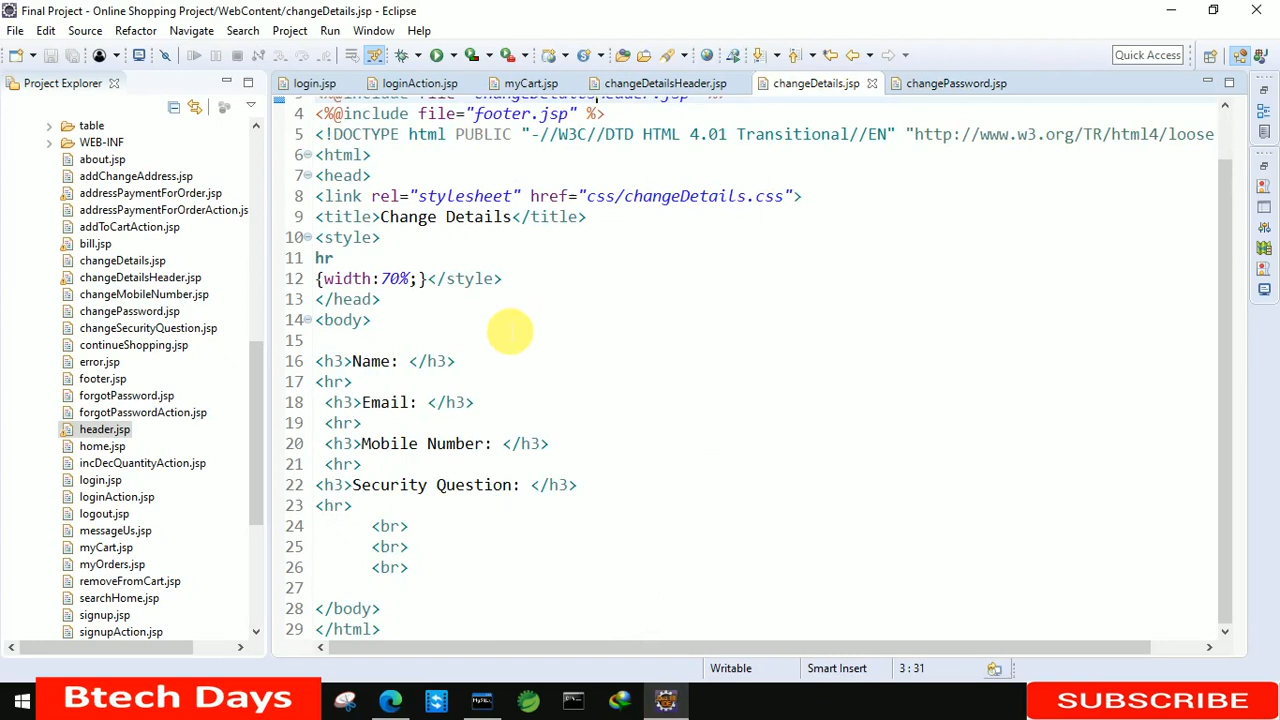 Final Project - Online Shopping Project/WebContent/changeDetails.jsp - Eclipse
File Edit Source Refactor Navigate Search Project Run Window Help
Quick Access
Project Explorer
login.jsp
loginAction.jsp
myCart.jsp
changeDetailsHeader.jsp
changeDetails.jsp
changePassword.jsp
table
WEB-INF
about.jsp
addChangeAddress.jsp
addressPaymentForOrder.jsp
addressPaymentForOrderAction.js
addToCartAction.jsp
bill.jsp
changeDetails.jsp
changeDetailsHeader.jsp
changeMobileNumber.jsp
changePassword.jsp
changeSecurityQuestion.jsp
continueShopping.jsp
error.jsp
footer.jsp
forgotPassword.jsp
forgotPasswordAction.jsp
header.jsp
home.jsp
incDecQuantityAction.jsp
login.jsp
loginAction.jsp
logout.jsp
messageUs.jsp
myCart.jsp
myOrders.jsp
removeFromCart.jsp
searchHome.jsp
signup.jsp
signupAction.jsp
3 <%@include file="changeDetailsHeader.jsp" %>
4 <%@include file="footer.jsp" %>
5 <!DOCTYPE html PUBLIC "-//W3C//DTD HTML 4.01 Transitional//EN" "http://www.w3.org/TR/html4/loose
6 <html>
7 <head>
8 <link rel="stylesheet" href="css/changeDetails.css">
9 <title>Change Details</title>
10 <style>
11 hr
12 {width:70%;}</style>
13 </head>
14 <body>
15
16 <h3>Name: </h3>
17 <hr>
18 <h3>Email: </h3>
19 <hr>
20 <h3>Mobile Number: </h3>
21 <hr>
22 <h3>Security Question: </h3>
23 <hr>
24 <br>
25 <br>
26 <br>
27
28 </body>
29 </html>
Writable Smart Insert 3 : 31
Btech Days
SUBSCRIBE